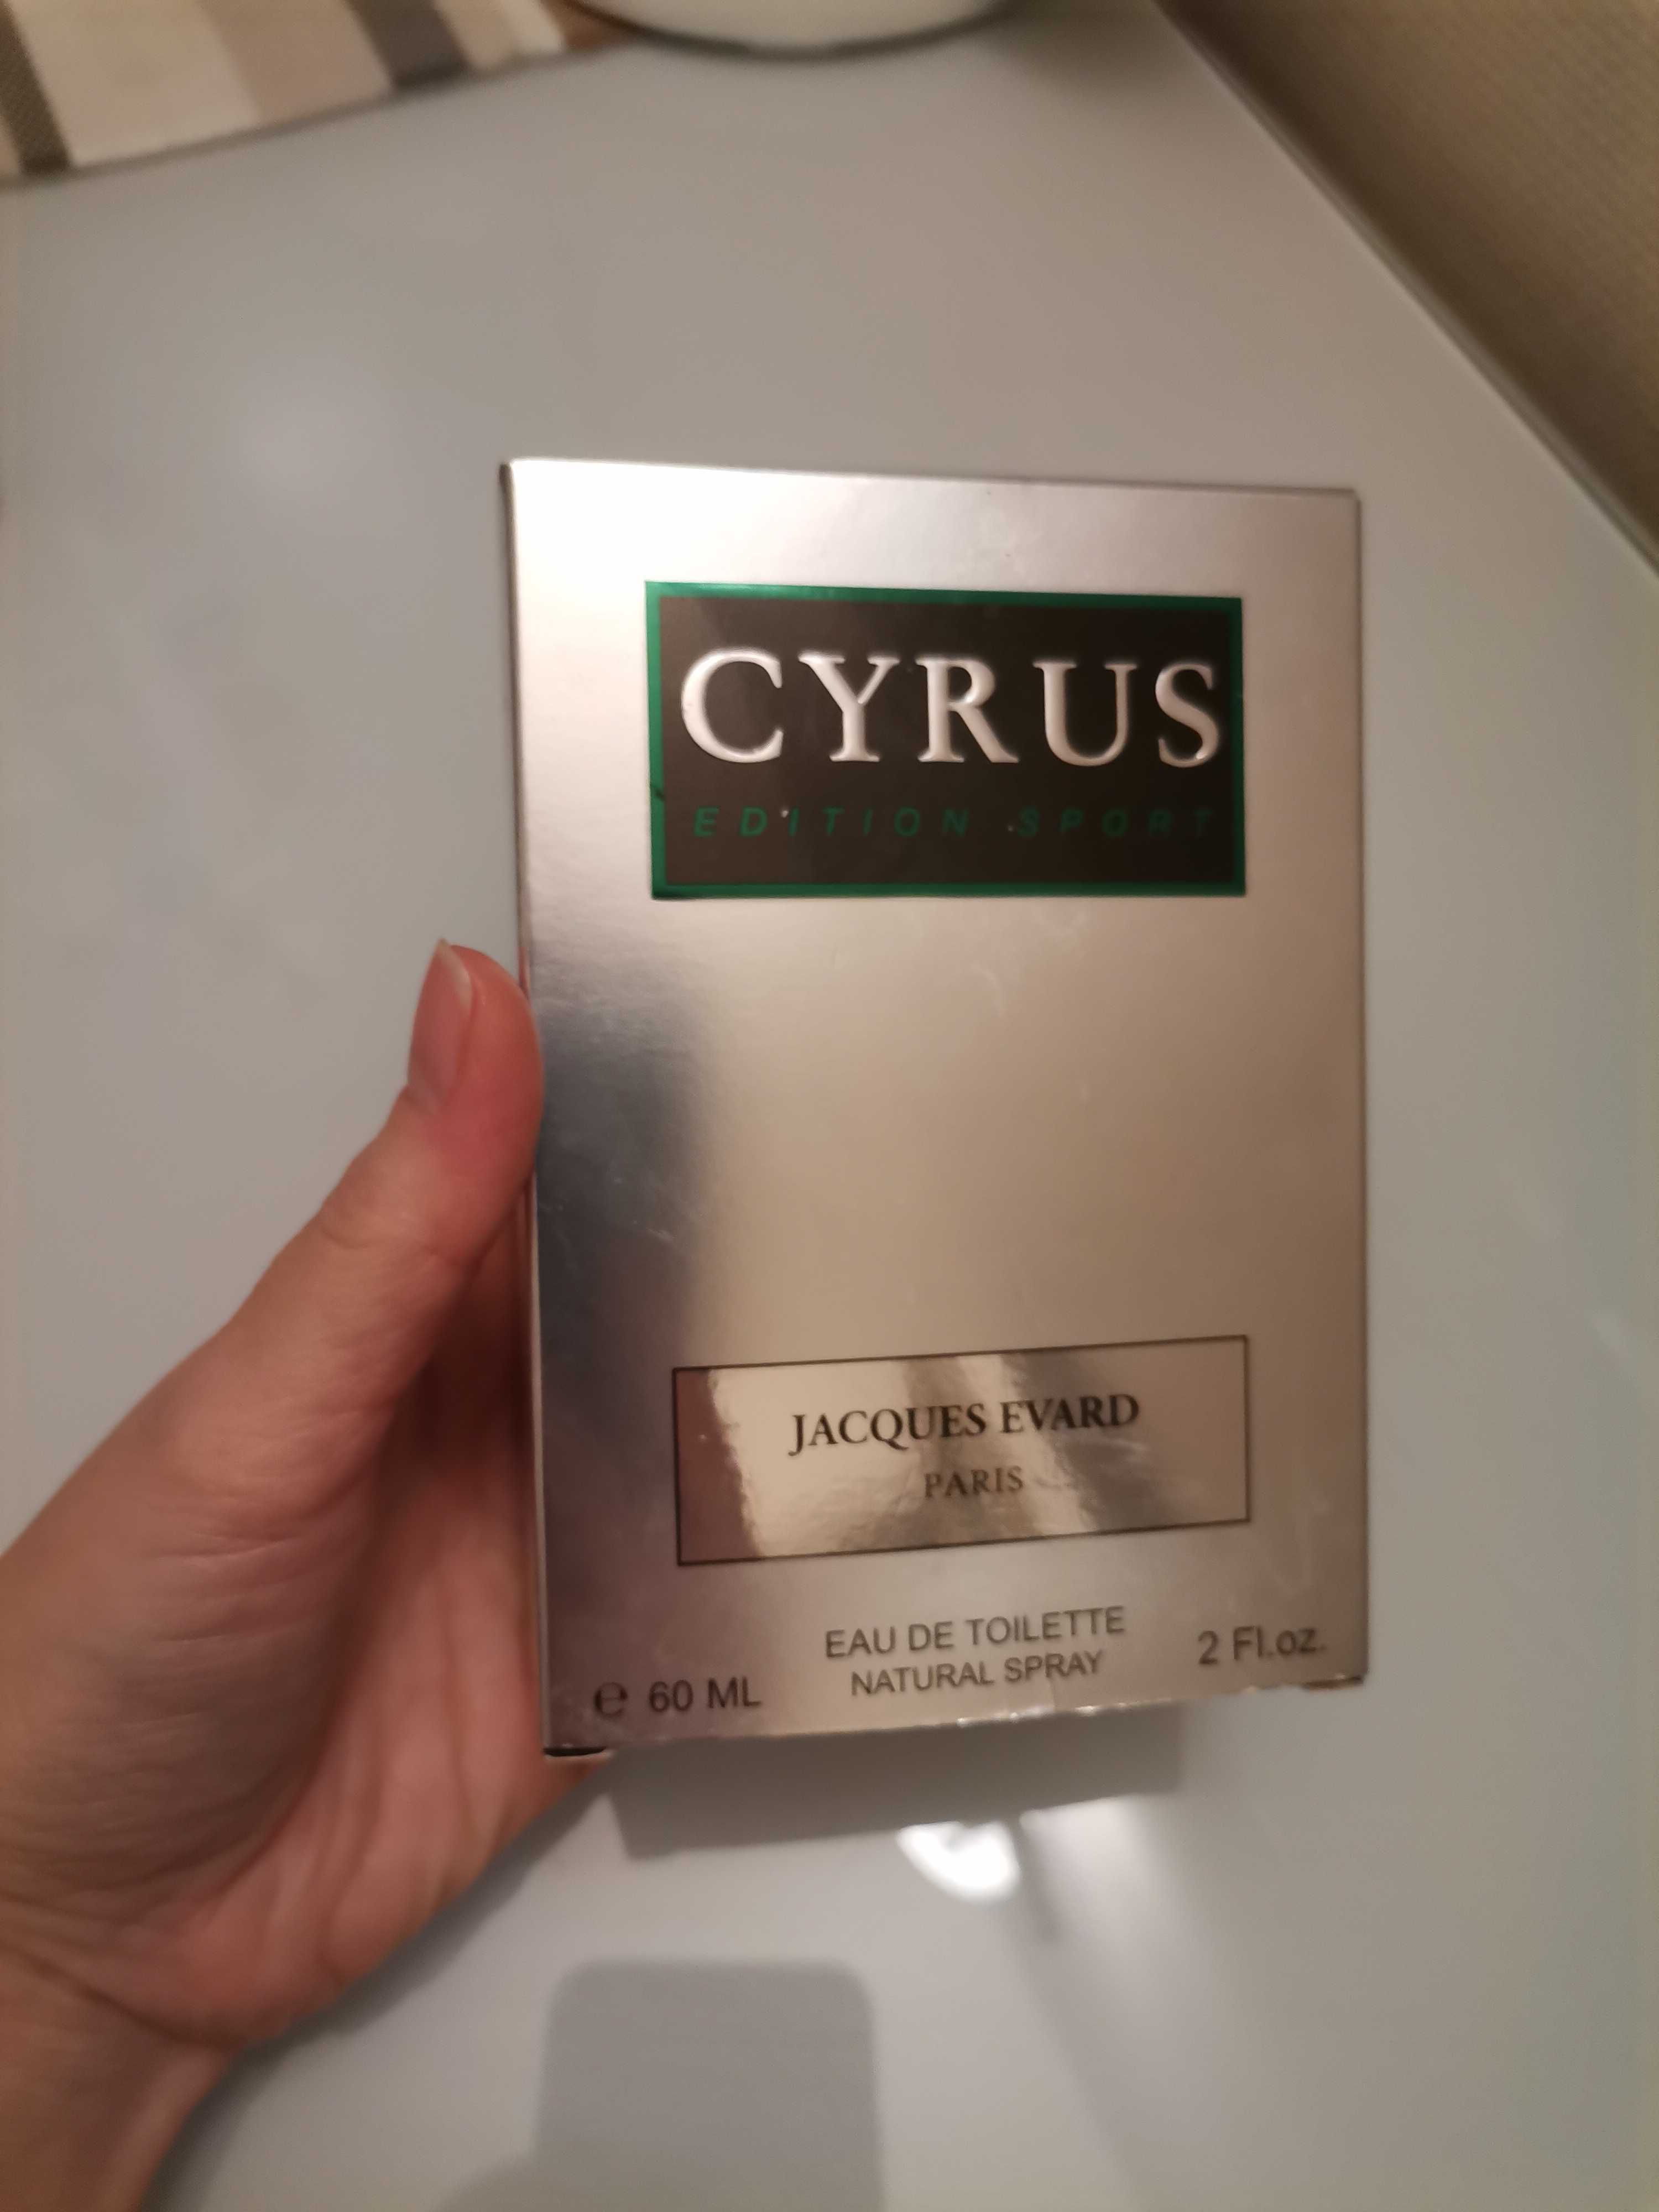 CYRUS
EDITION SPORT
JACQUES EVARD
PARIS
EAU DE TOILETTE
NATURAL SPRAY
℮ 60 ML
2 Fl.oz.